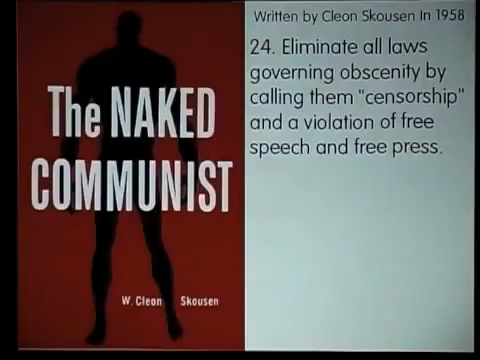 The NAKED
COMMUNIST
W. Cleon Skousen
Written by Cleon Skousen In 1958
24. Eliminate all laws
governing obscenity by
calling them "censorship"
and a violation of free
speech and free press.